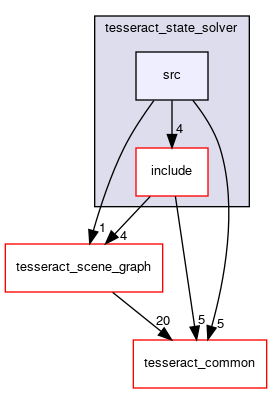 tesseract_state_solver
src
4
include
1
4
tesseract_scene_graph
20
5
5
tesseract_common